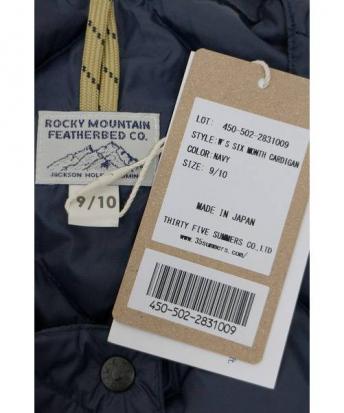 ROCKY MOUNTAIN
FEATHERBED CO.
JACKSON HOLE
9/10
LOT: 450-502-2831009
STYLE:W'S SIX MONTH CARDIGAN
COLOR:NAVY
SIZE: 9/10
MADE IN JAPAN
THIRTY FIVE SUMMERS CO.,LTD
www.35summers.com/
450-502-2831009